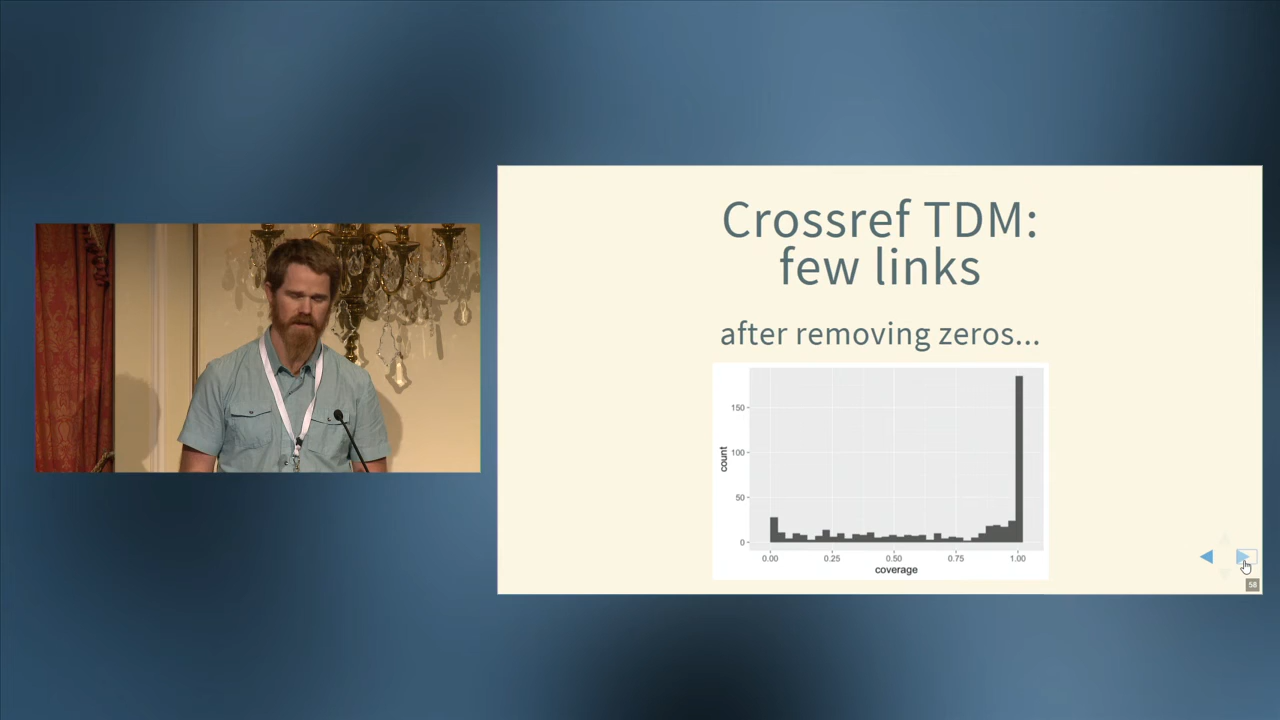 Crossref TDM:
few links
after removing zeros...
150
100
50
0
count
0.00 0.25 0.50 0.75 1.00
coverage
58